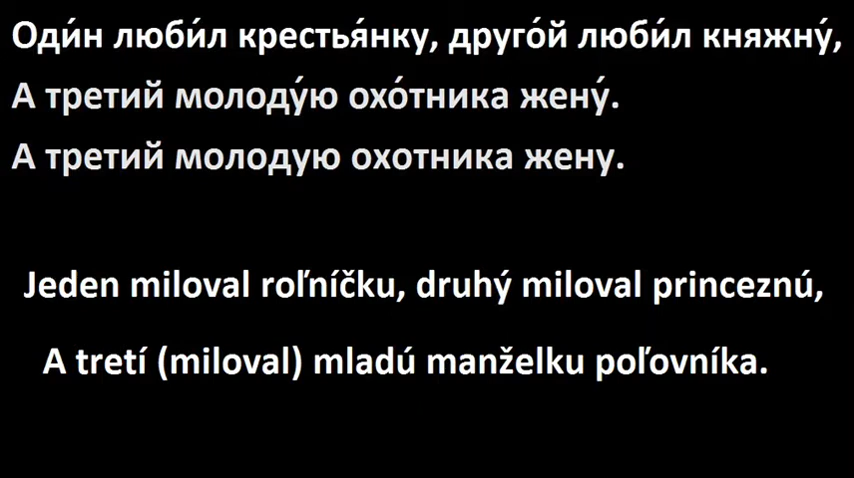 Оди́н люби́л крестья́нку, друго́й люби́л княжну́,
А третий молоду́ю охо́тника жену́.
А третий молодую охотника жену.
Jeden miloval roľníčku, druhý miloval princeznú,
A tretí (miloval) mladú manželku poľovníka.